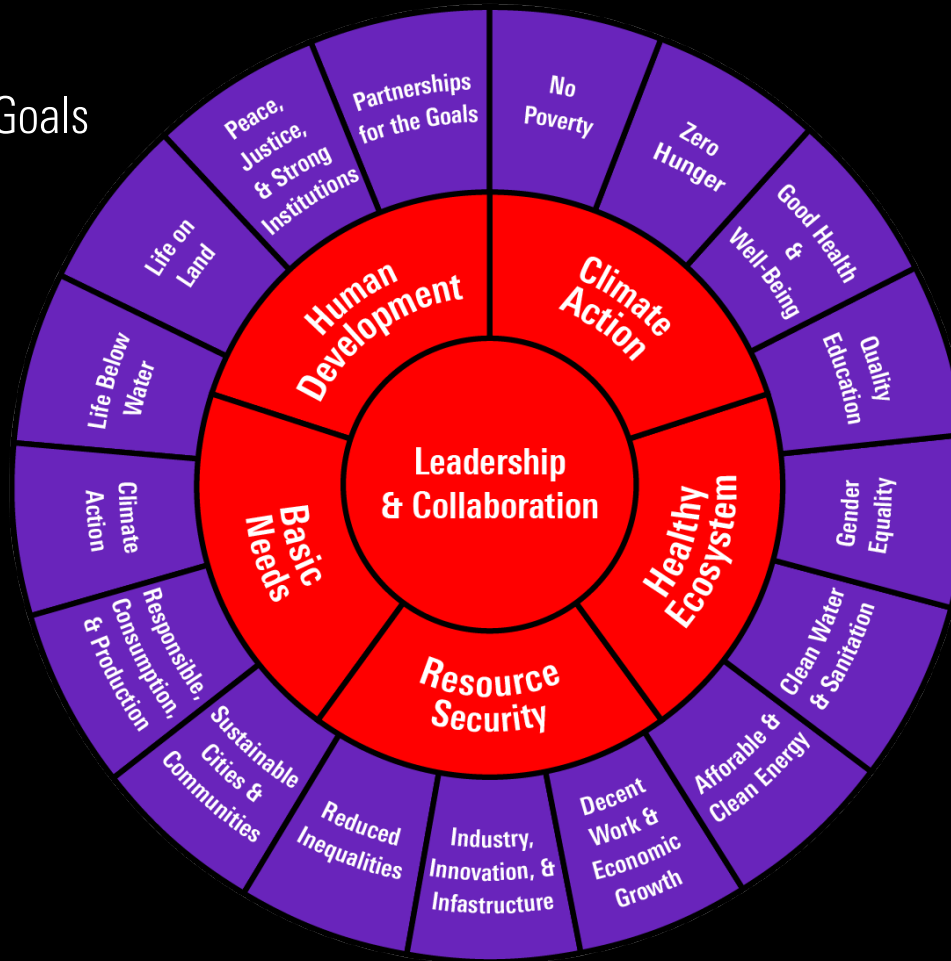 Goals
No
Poverty
Zero
Hunger
Good Health
&
Well-Being
Quality
Education
Gender
Equality
Clean Water
& Sanitation
Afforable &
Clean Energy
Decent
Work &
Economic
Growth
Industry,
Innovation, &
Infastructure
Reduced
Inequalities
Sustainable
Cities &
Communities
Responsible,
Consumption,
& Production
Climate
Action
Life Below
Water
Life on
Land
Peace,
Justice,
& Strong
Institutions
Partnerships
for the Goals
Climate
Action
Healthy
Ecosystem
Resource
Security
Basic
Needs
Human
Development
Leadership
& Collaboration